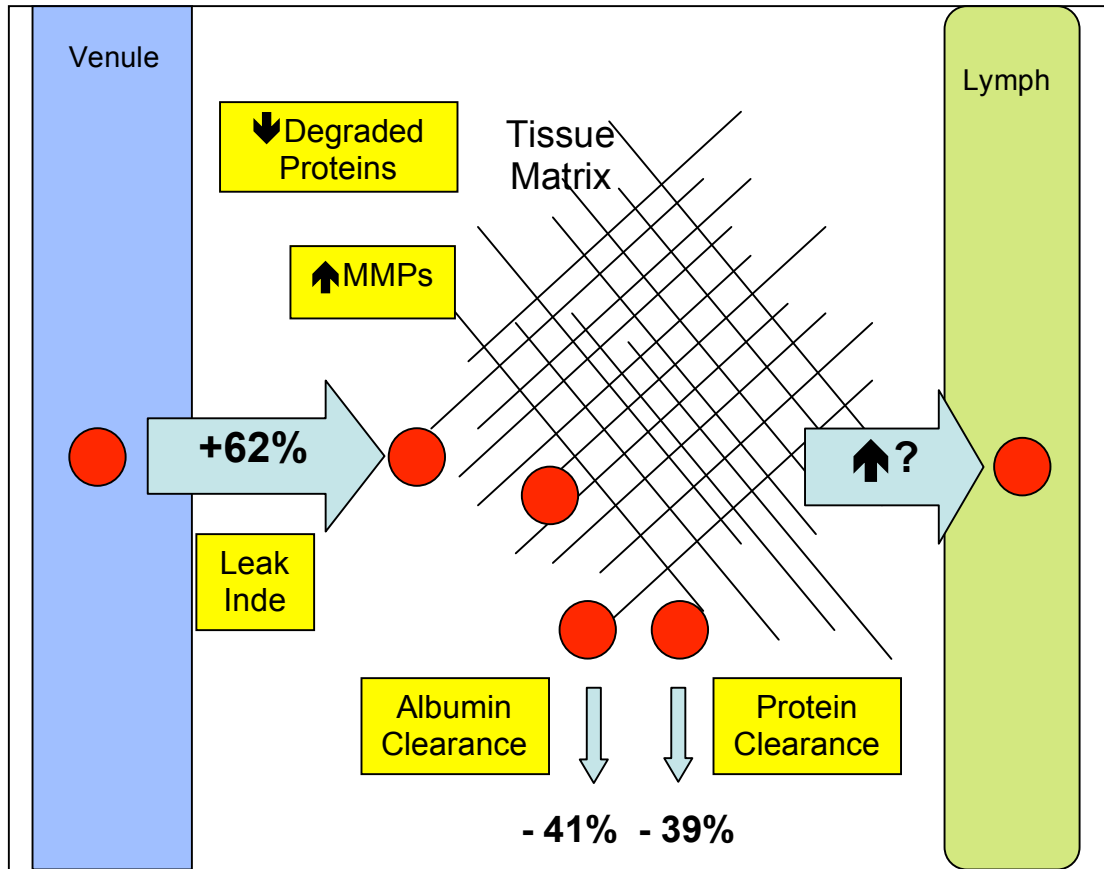 Venule
Lymph
🡇Degraded
Proteins
Tissue
Matrix
🡅MMPs
+62%
🡅?
Leak
Inde
Albumin
Clearance
Protein
Clearance
- 41% - 39%